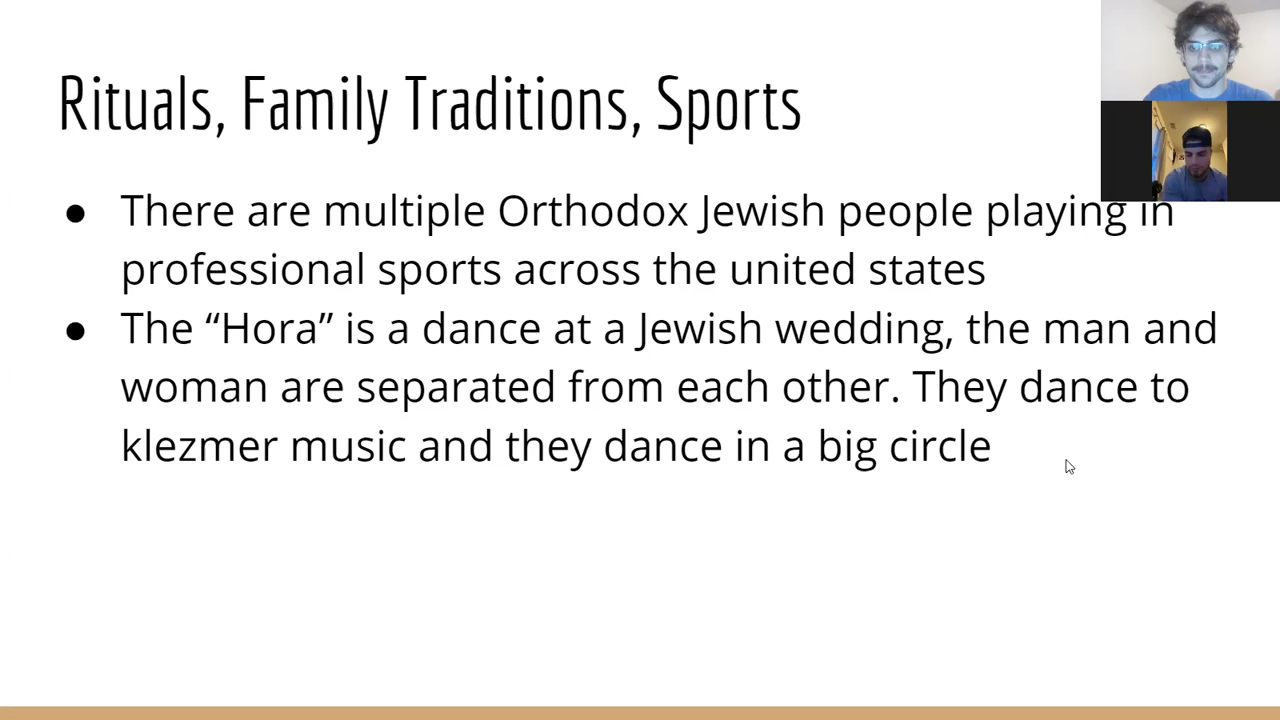 Rituals, Family Traditions, Sports
● There are multiple Orthodox Jewish people playing in
professional sports across the united states
● The “Hora” is a dance at a Jewish wedding, the man and
woman are separated from each other. They dance to
klezmer music and they dance in a big circle